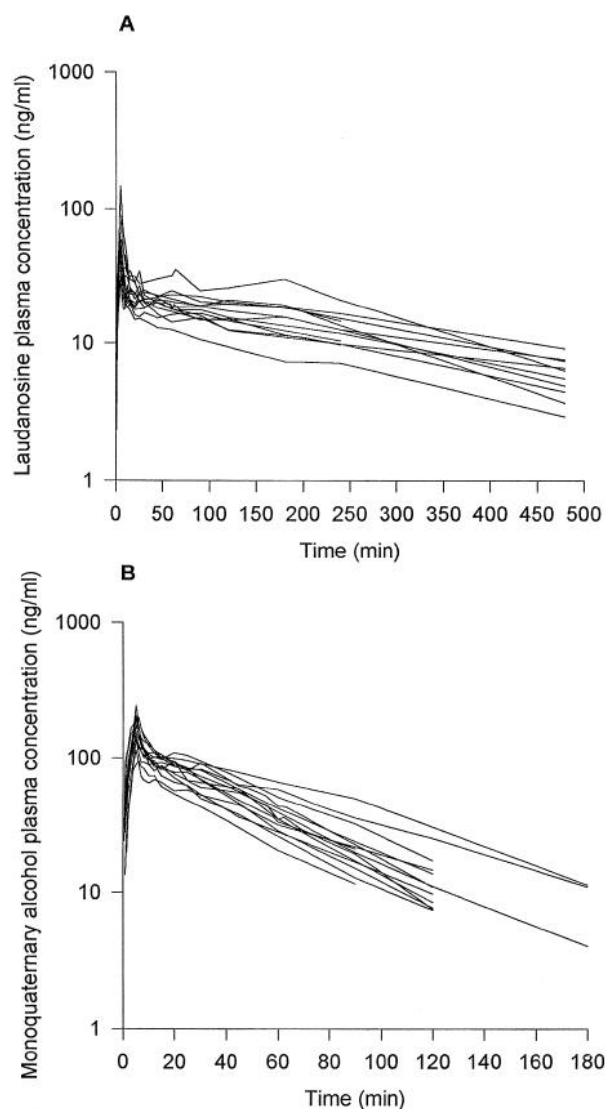 A
Laudanosine plasma concentration (ng/ml)
1000
100
10
1
0 50 100 150 200 250 300 350 400 450 500
Time (min)
B
Monoquaternary alcohol plasma concentration (ng/ml)
1000
100
10
1
0 20 40 60 80 100 120 140 160 180
Time (min)